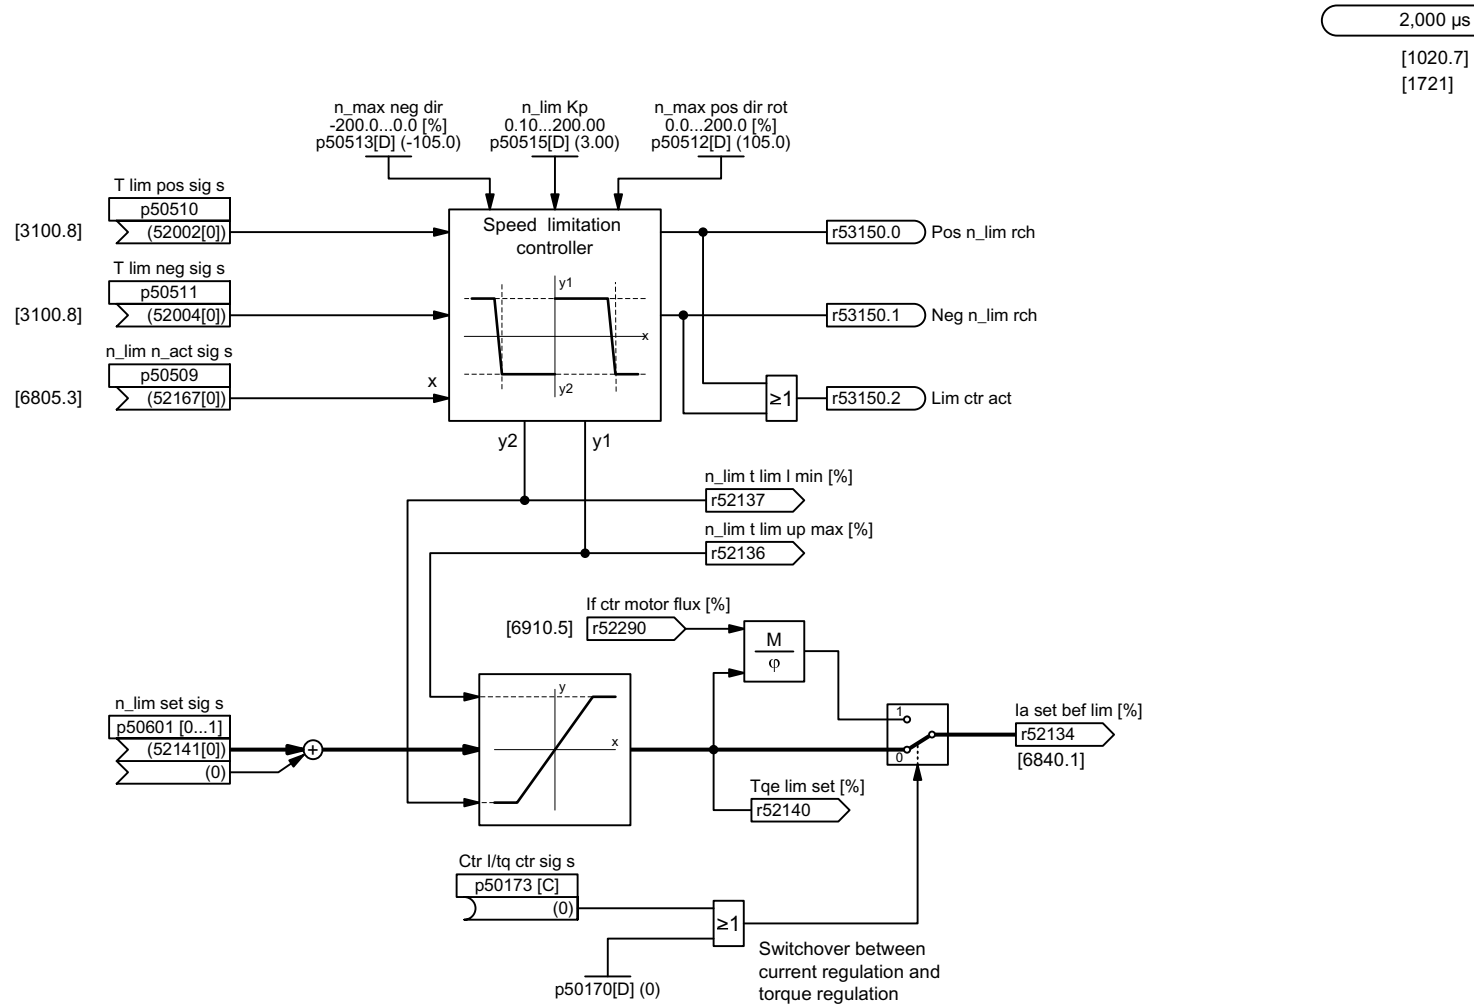 2,000 µs
[1020.7]
[1721]
n_max neg dir
-200.0...0.0 [%]
p50513[D] (-105.0)
n_lim Kp
0.10...200.00
p50515[D] (3.00)
n_max pos dir rot
0.0...200.0 [%]
p50512[D] (105.0)
T lim pos sig s
p50510
[3100.8]
(52002[0])
T lim neg sig s
p50511
[3100.8]
(52004[0])
n_lim n_act sig s
p50509
[6805.3]
(52167[0])
x
Speed limitation
controller
y1
x
y2
r53150.0
Pos n_lim rch
r53150.1
Neg n_lim rch
≥1
r53150.2
Lim ctr act
y2
y1
n_lim t lim l min [%]
r52137
n_lim t lim up max [%]
r52136
If ctr motor flux [%]
[6910.5]
r52290
M
φ
n_lim set sig s
p50601 [0...1]
(52141[0])
(0)
+
y
x
1
0
Ia set bef lim [%]
r52134
[6840.1]
Tqe lim set [%]
r52140
Ctr I/tq ctr sig s
p50173 [C]
(0)
≥1
p50170[D] (0)
Switchover between
current regulation and
torque regulation